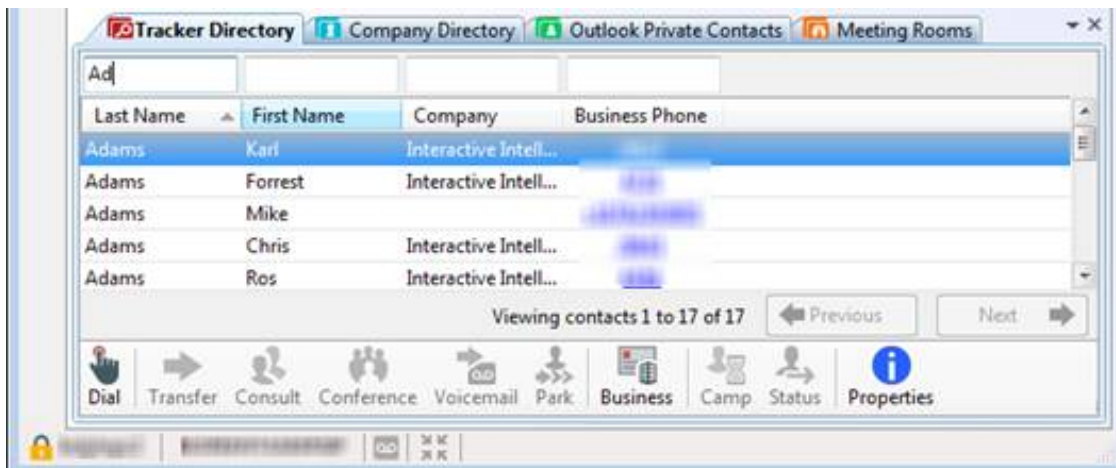 Tracker Directory Company Directory Outlook Private Contacts Meeting Rooms
Ad
Last Name First Name Company Business Phone
Adams Karl Interactive Intell...
Adams Forrest Interactive Intell...
Adams Mike
Adams Chris Interactive Intell...
Adams Ros Interactive Intell...
Viewing contacts 1 to 17 of 17 Previous Next
Dial Transfer Consult Conference Voicemail Park Business Camp Status Properties